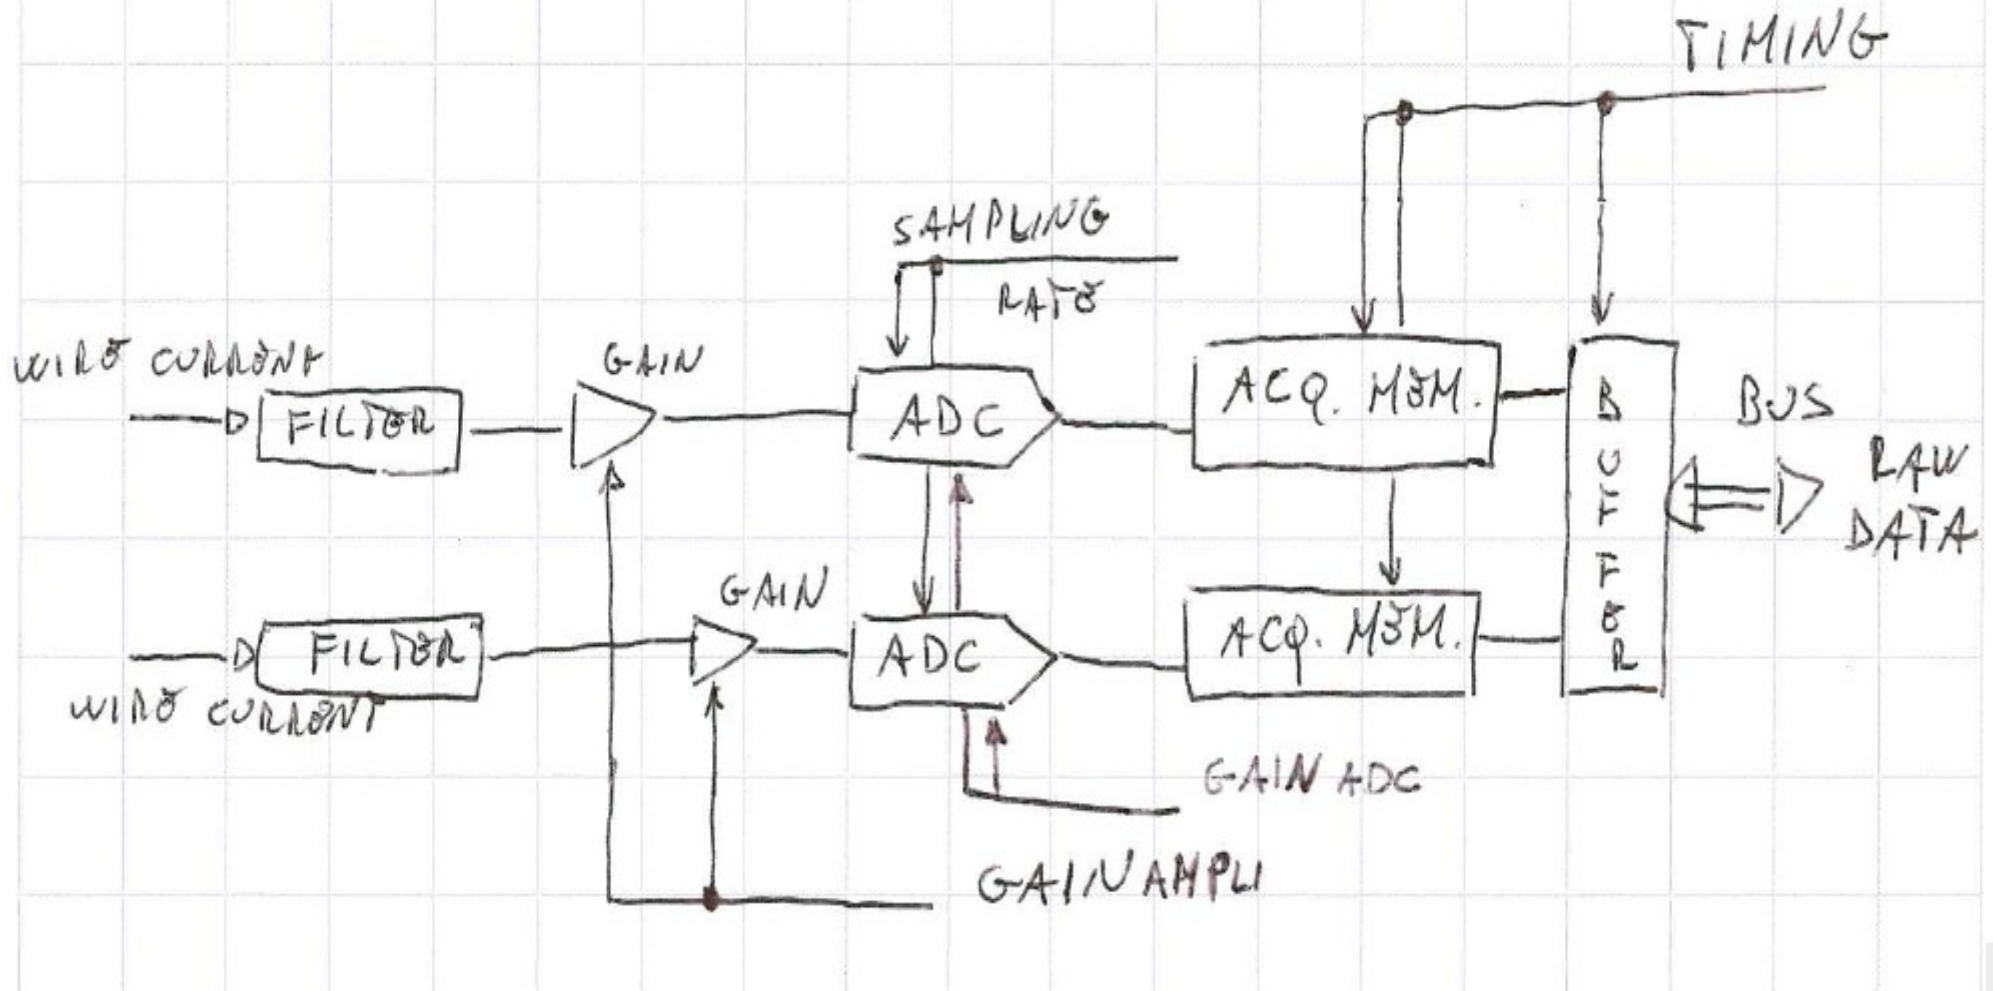 TIMING
SAMPLING
RATE
WIRE CURRENT
GAIN
FILTER
ADC
ACQ. MEM.
BUFFER
BUS
RAW
DATA
GAIN
FILTER
ADC
ACQ. MEM.
WIRE CURRENT
GAIN ADC
GAIN AMPLI